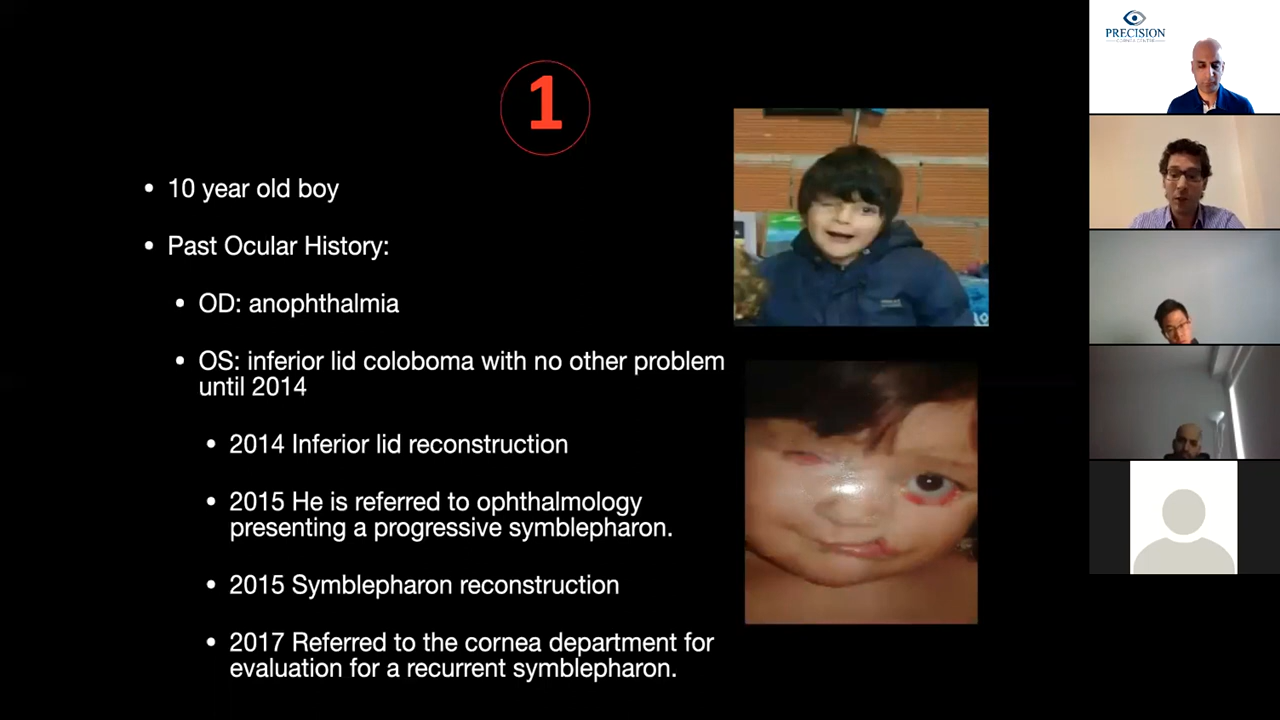 1
• 10 year old boy
• Past Ocular History:
• OD: anophthalmia
• OS: inferior lid coloboma with no other problem
until 2014
• 2014 Inferior lid reconstruction
• 2015 He is referred to ophthalmology
presenting a progressive symblepharon.
• 2015 Symblepharon reconstruction
• 2017 Referred to the cornea department for
evaluation for a recurrent symblepharon.
PRECISION